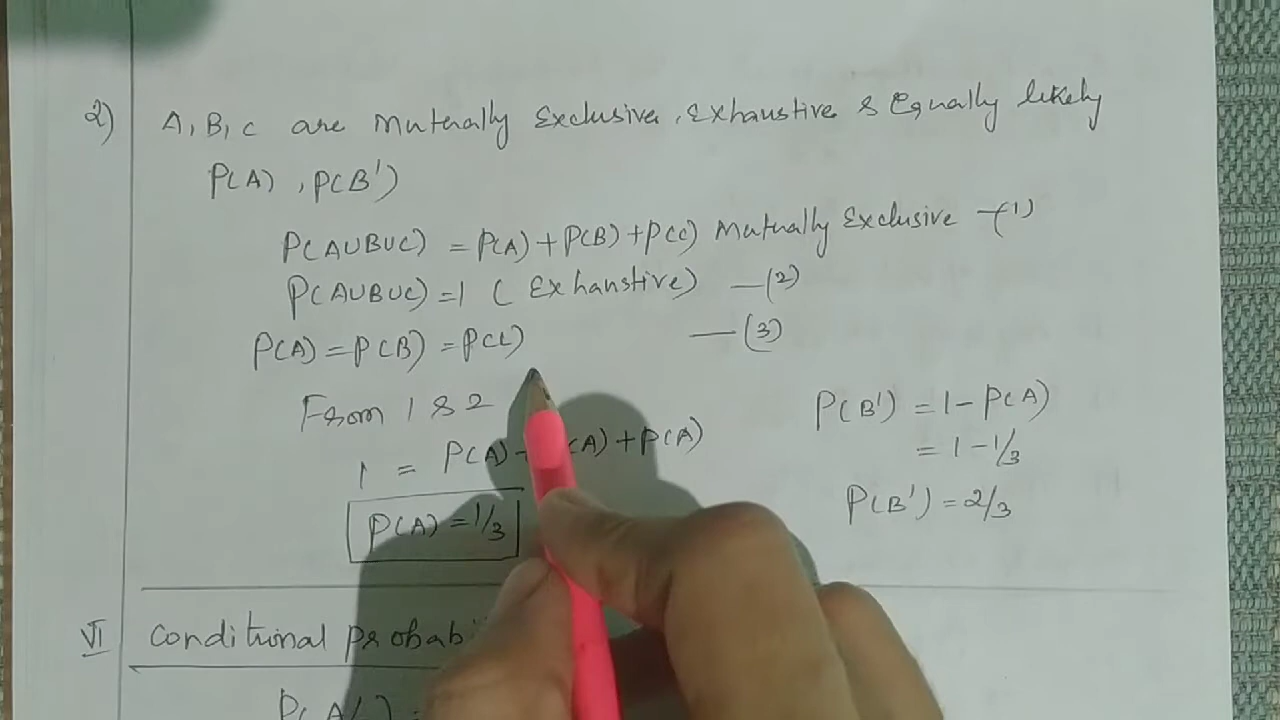 2) A, B, C are Mutually Exclusive, Exhaustive & Equally likely
P(A), P(B')
P(AUBUC) = P(A) + P(B) + P(C) Mutually Exclusive —(1)
P(AUBUC) = 1 ( Exhaustive) —(2)
P(A) = P(B) = P(C) —(3)
From 1 & 2
1 = P(A) + (A) + P(A)
P(A) = 1/3
P(B') = 1 - P(A)
= 1 - 1/3
P(B') = 2/3
VI Conditional probab
P(A/